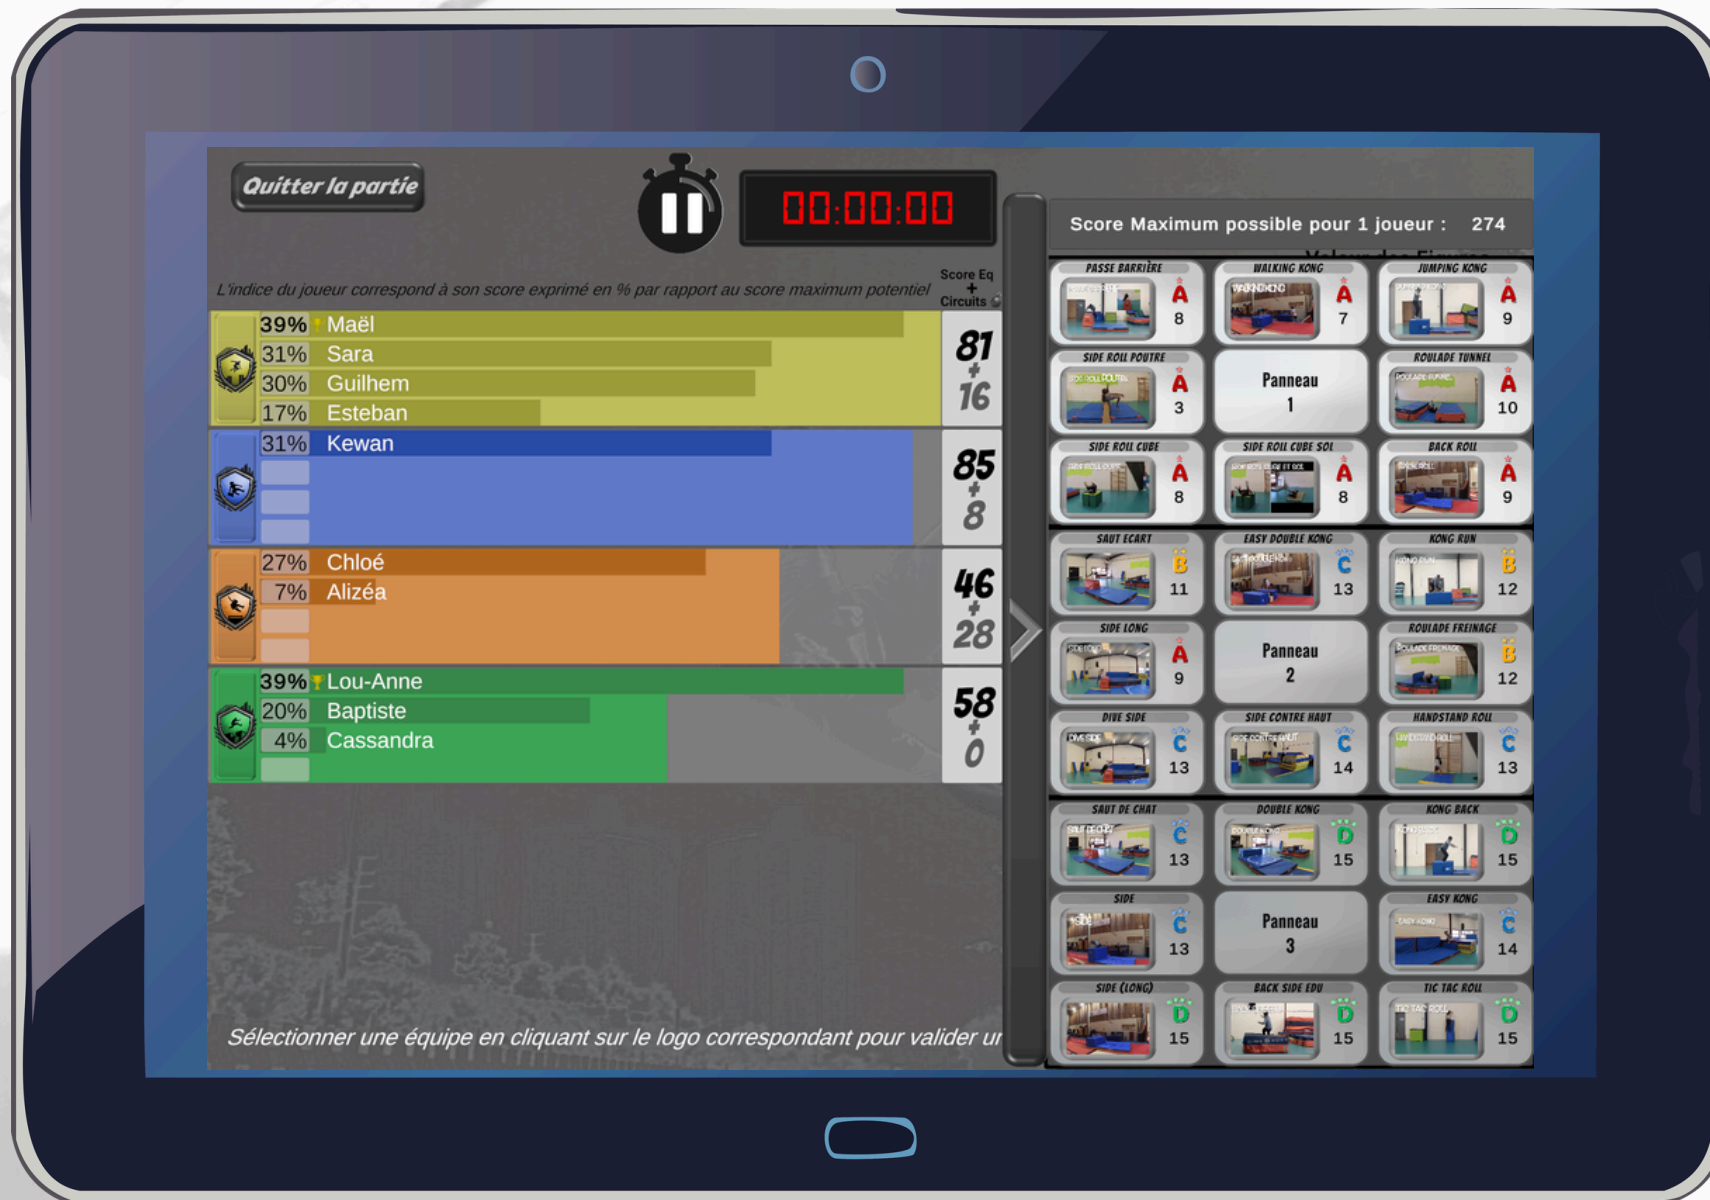 Quitter la partie
00:00:00
L'indice du joueur correspond à son score exprimé en % par rapport au score maximum potentiel
Score Eq
+
Circuits
39% Maël
31% Sara
30% Guilhem
17% Esteban
81
+
16
31% Kewan
85
+
8
27% Chloé
7% Alizéa
46
+
28
39% Lou-Anne
20% Baptiste
4% Cassandra
58
+
0
Sélectionner une équipe en cliquant sur le logo correspondant pour valider ur
Score Maximum possible pour 1 joueur : 274
PASSE BARRIÈRE
A
8
WALKING KONG
A
7
JUMPING KONG
A
9
SIDE ROLL POUTRE
A
3
Panneau
1
ROULADE TUNNEL
A
10
SIDE ROLL CUBE
A
8
SIDE ROLL CUBE SOL
A
8
BACK ROLL
A
9
SAUT ECART
B
11
EASY DOUBLE KONG
C
13
KONG RUN
B
12
SIDE LONG
A
9
Panneau
2
ROULADE FREINAGE
B
12
DIVE SIDE
C
13
SIDE CONTRE HAUT
C
14
HANDSTAND ROLL
C
13
SAUT DE CHAT
C
13
DOUBLE KONG
D
15
KONG BACK
D
15
SIDE
C
13
Panneau
3
EASY KONG
C
14
SIDE (LONG)
D
15
BACK SIDE EDU
D
15
TIC TAC ROLL
D
15